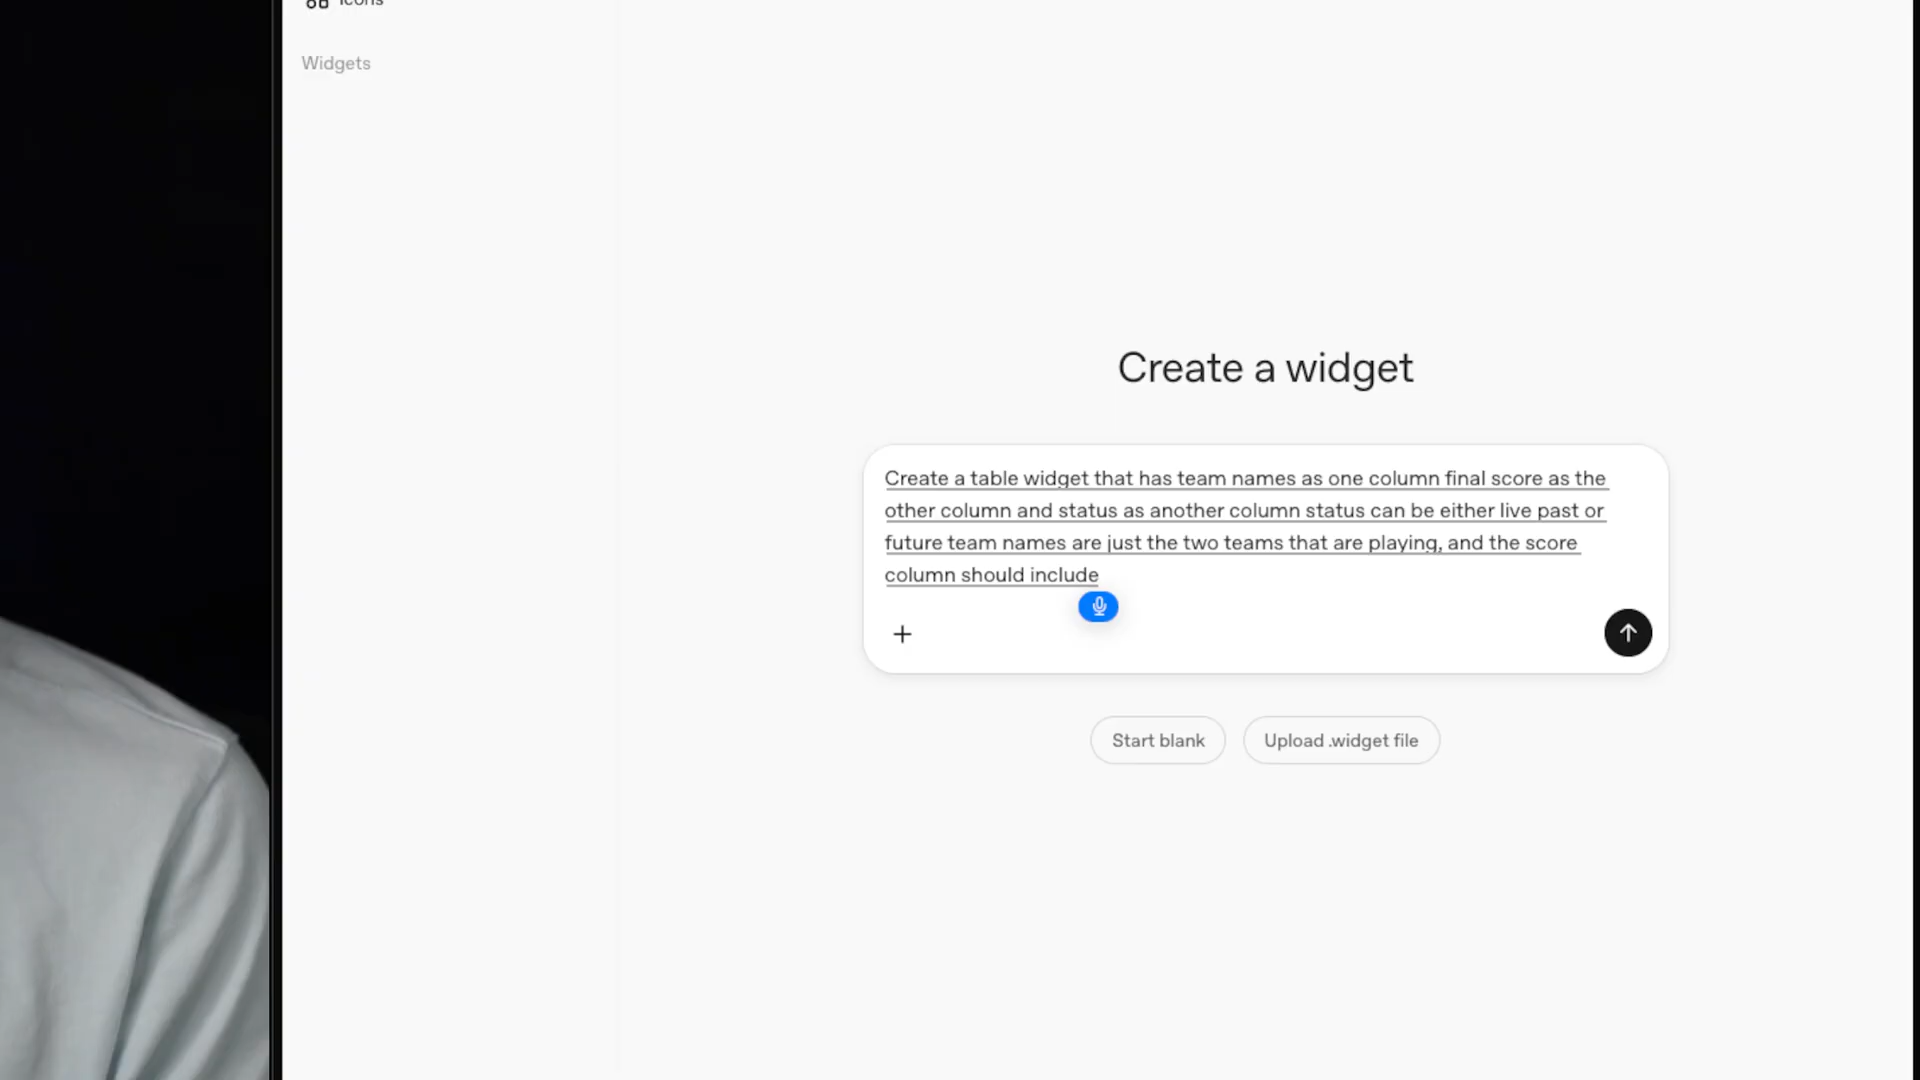 Icons
Widgets
Create a widget
Create a table widget that has team names as one column final score as the
other column and status as another column status can be either live past or
future team names are just the two teams that are playing, and the score
column should include
Start blank
Upload .widget file